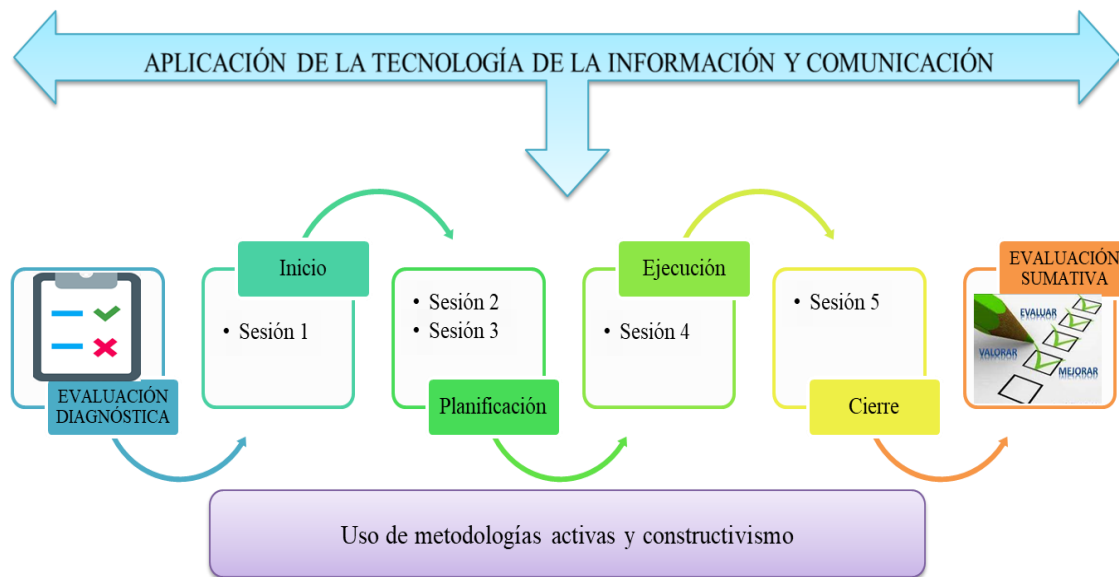 APLICACIÓN DE LA TECNOLOGÍA DE LA INFORMACIÓN Y COMUNICACIÓN
EVALUACIÓN
DIAGNÓSTICA
Inicio
• Sesión 1
• Sesión 2
• Sesión 3
Planificación
Ejecución
• Sesión 4
• Sesión 5
Cierre
EVALUACIÓN
SUMATIVA
EVALUAR
VALORAR
MEJORAR
Uso de metodologías activas y constructivismo